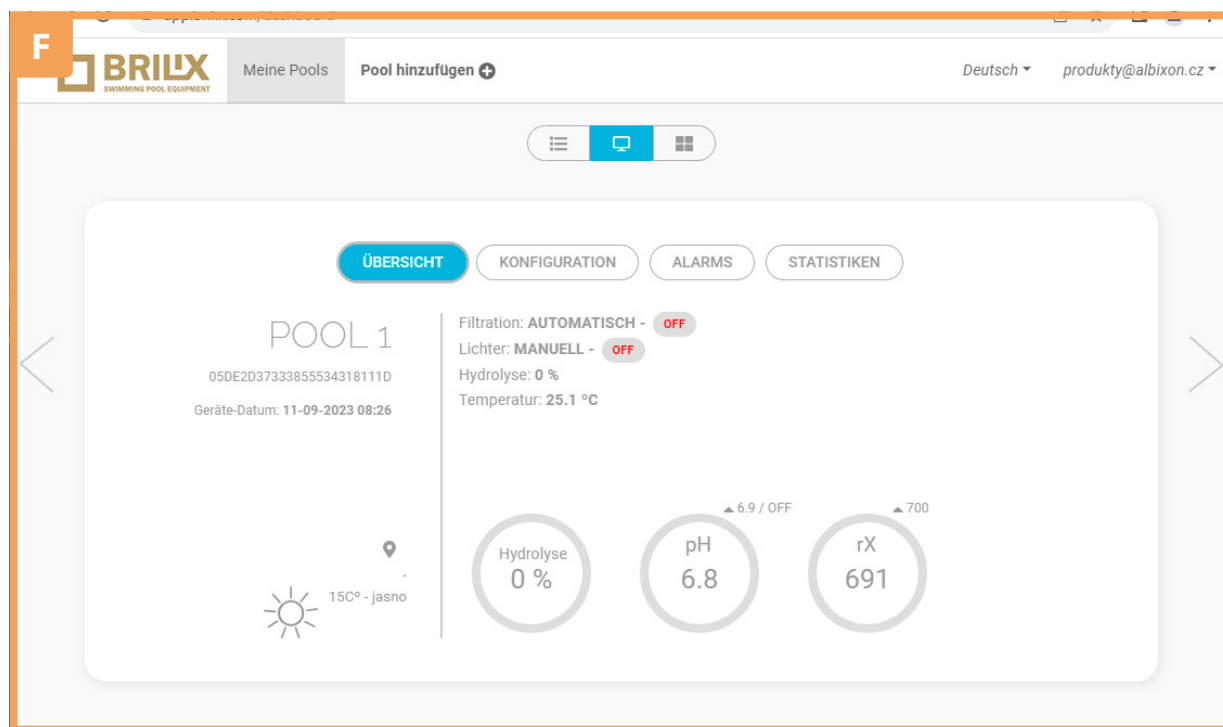 F
BRILIX
SWIMMING POOL EQUIPMENT
Meine Pools
Pool hinzufügen
Deutsch
produkty@albixon.cz
ÜBERSICHT
KONFIGURATION
ALARMS
STATISTIKEN
POOL 1
05DE2D37333855534318111D
Geräte-Datum: 11-09-2023 08:26
Filtration: AUTOMATISCH - OFF
Lichter: MANUELL - OFF
Hydrolyse: 0 %
Temperatur: 25.1 ºC
-
15Cº - jasno
Hydrolyse
0 %
6.9 / OFF
pH
6.8
700
rX
691